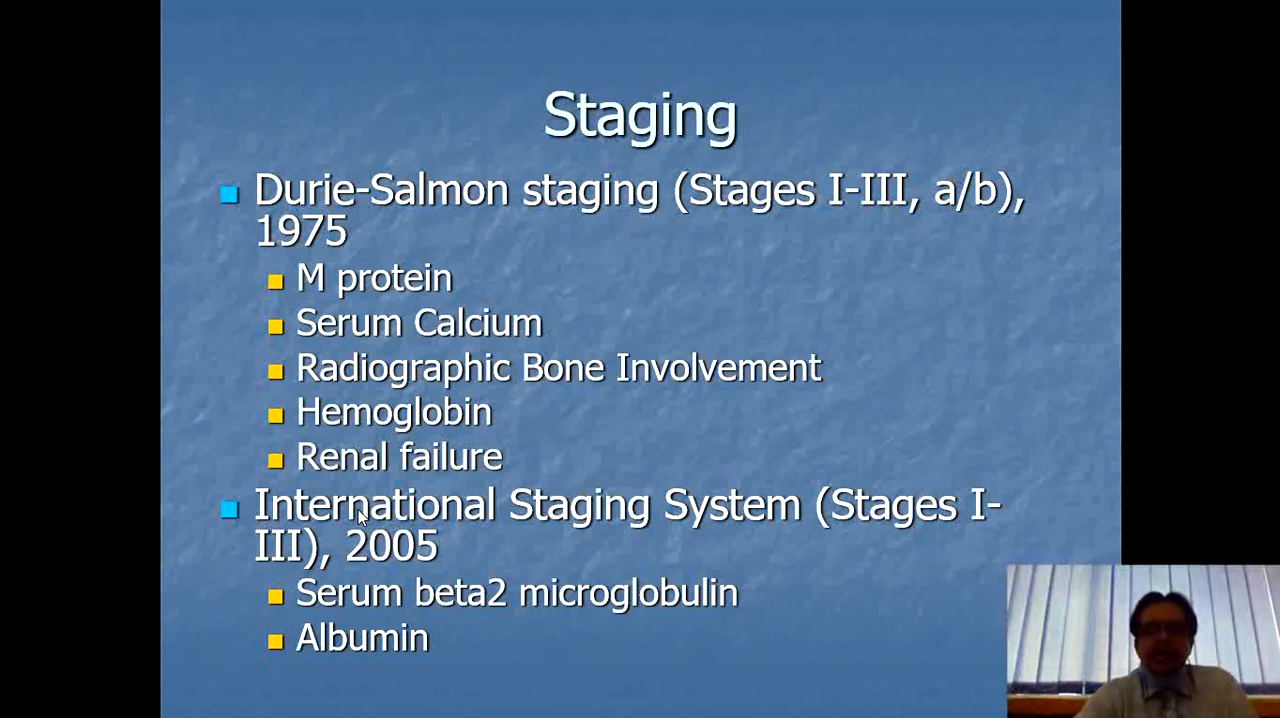 Staging
Durie-Salmon staging (Stages I-III, a/b),
1975
M protein
Serum Calcium
Radiographic Bone Involvement
Hemoglobin
Renal failure
International Staging System (Stages I-
III), 2005
Serum beta2 microglobulin
Albumin